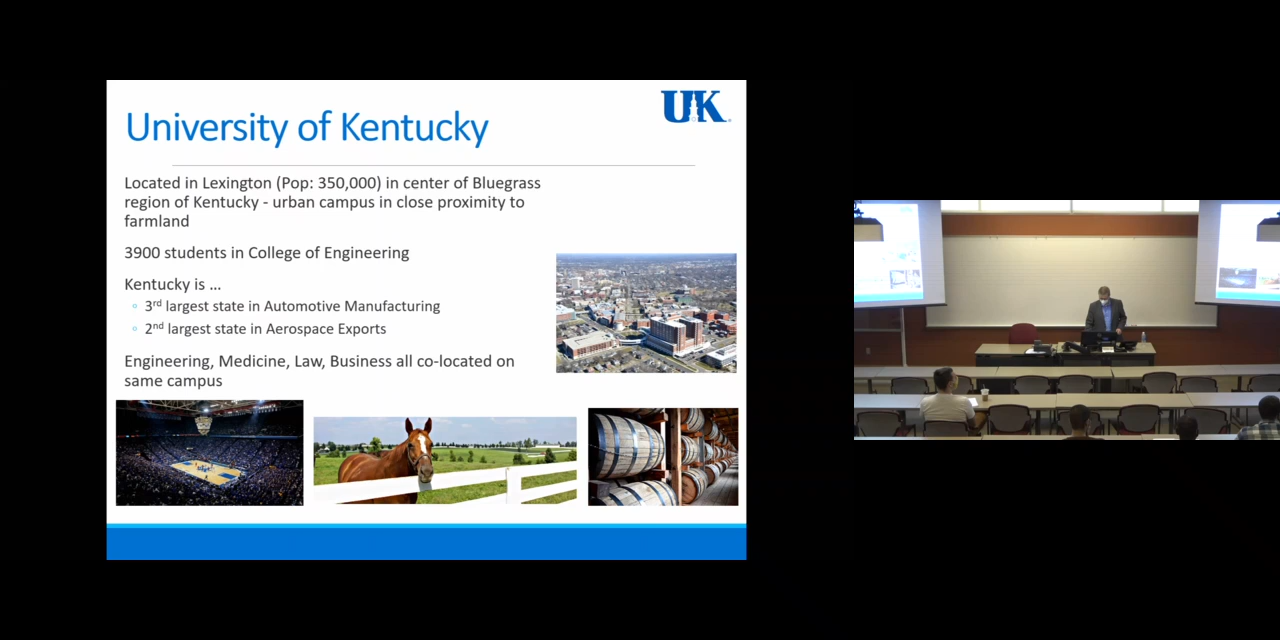 University of Kentucky
UK
Located in Lexington (Pop: 350,000) in center of Bluegrass
region of Kentucky - urban campus in close proximity to
farmland
3900 students in College of Engineering
Kentucky is …
3rd largest state in Automotive Manufacturing
2nd largest state in Aerospace Exports
Engineering, Medicine, Law, Business all co-located on
same campus